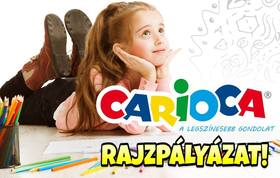 CARIOCA®
A LEGSZÍNESEBB GONDOLAT
RAJZPÁLYÁZAT!